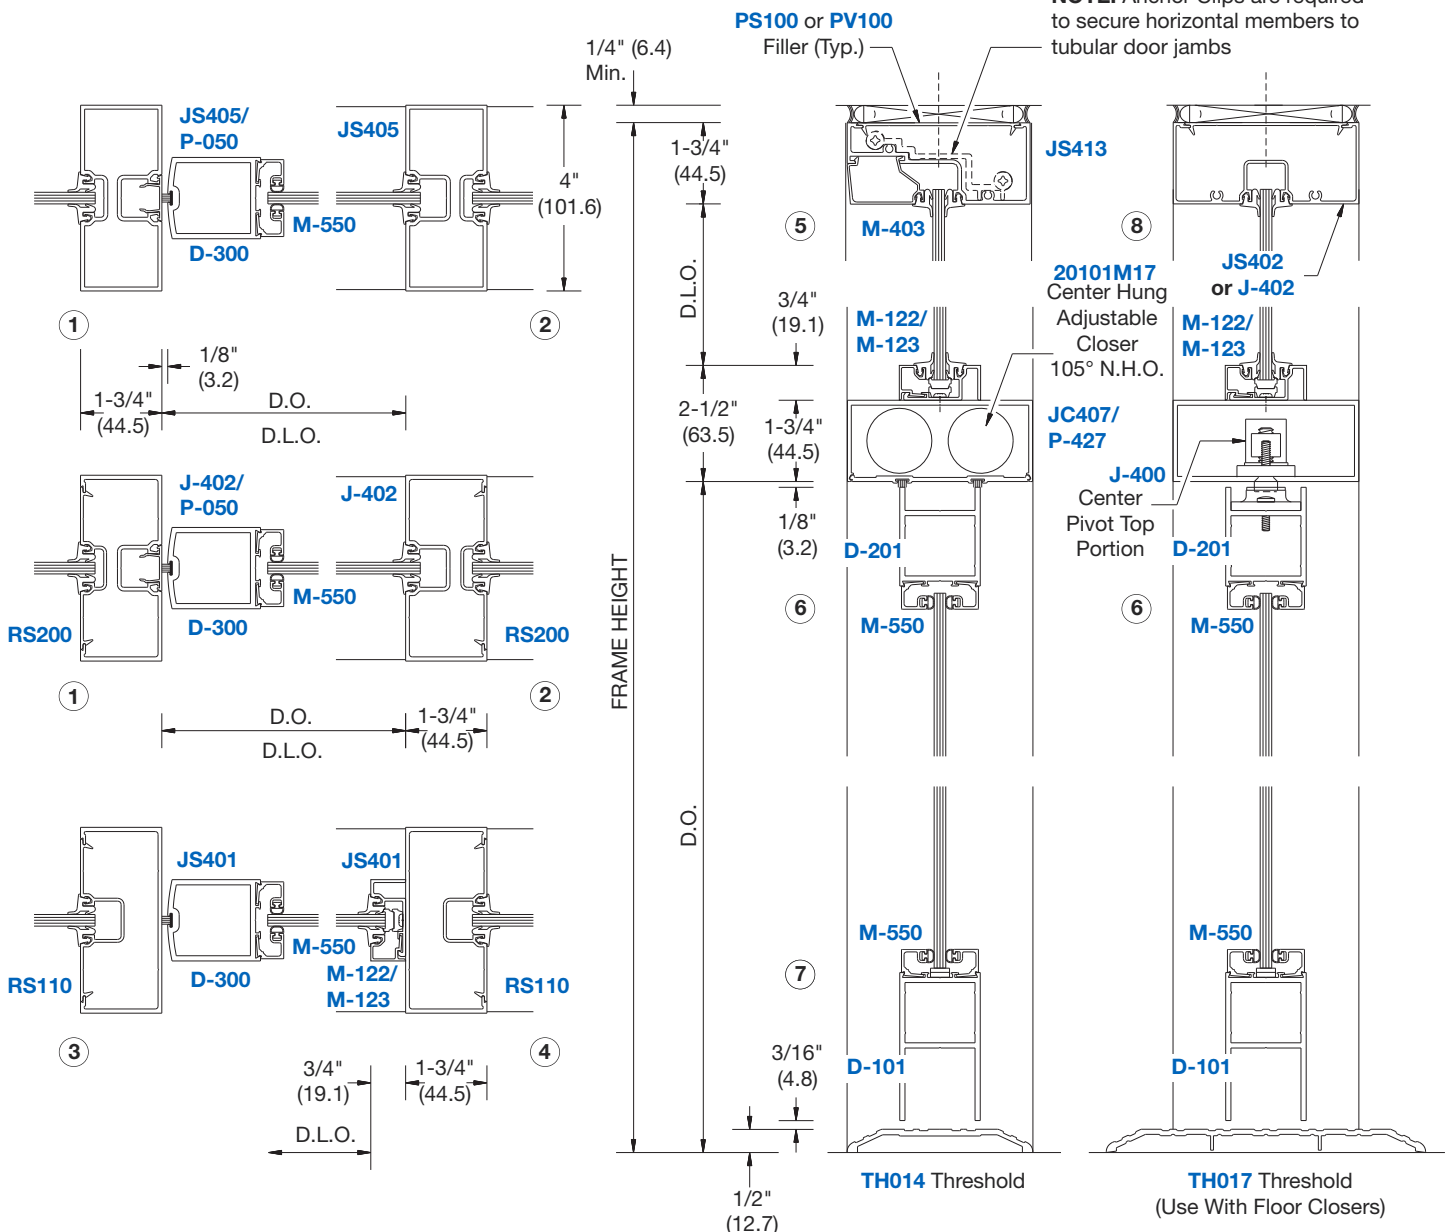 NOTE: Anchor Clips are required
to secure horizontal members to
tubular door jambs
PS100 or PV100
Filler (Typ.)
1/4" (6.4)
Min.
JS405/
P-050
JS405
4"
(101.6)
M-550
D-300
1
2
1/8"
(3.2)
1-3/4"
(44.5)
D.O.
D.L.O.
1-3/4"
(44.5)
JS413
5
M-403
8
JS402
or J-402
D.L.O.
20101M17
Center Hung
Adjustable
Closer
105° N.H.O.
3/4"
(19.1)
M-122/
M-123
M-122/
M-123
2-1/2"
(63.5)
1-3/4"
(44.5)
JC407/
P-427
J-400
Center
Pivot Top
Portion
1/8"
(3.2)
D-201
D-201
6
6
M-550
M-550
J-402/
P-050
J-402
M-550
RS200
D-300
RS200
1
2
D.O.
D.L.O.
1-3/4"
(44.5)
FRAME HEIGHT
D.O.
JS401
JS401
M-550
RS110
D-300
M-122/
M-123
RS110
3
4
3/4"
(19.1)
1-3/4"
(44.5)
D.L.O.
M-550
M-550
7
3/16"
(4.8)
D-101
D-101
1/2"
(12.7)
TH014 Threshold
TH017 Threshold
(Use With Floor Closers)